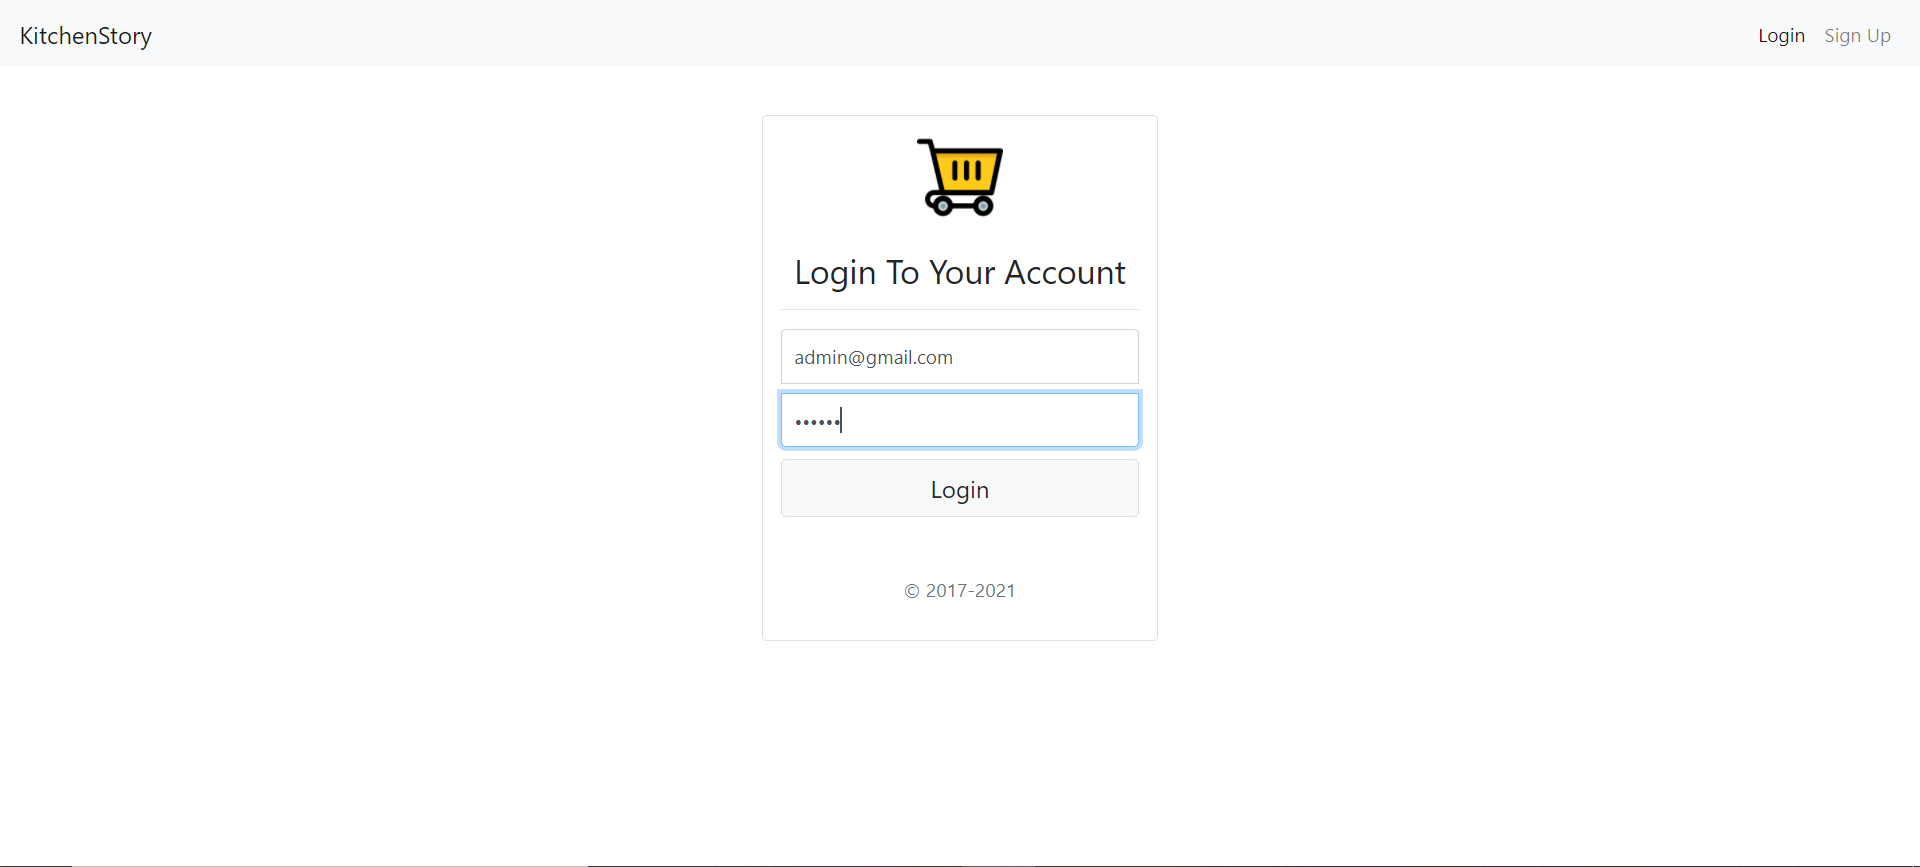 KitchenStory
Login
Sign Up
Login To Your Account
admin@gmail.com
••••••
Login
© 2017-2021